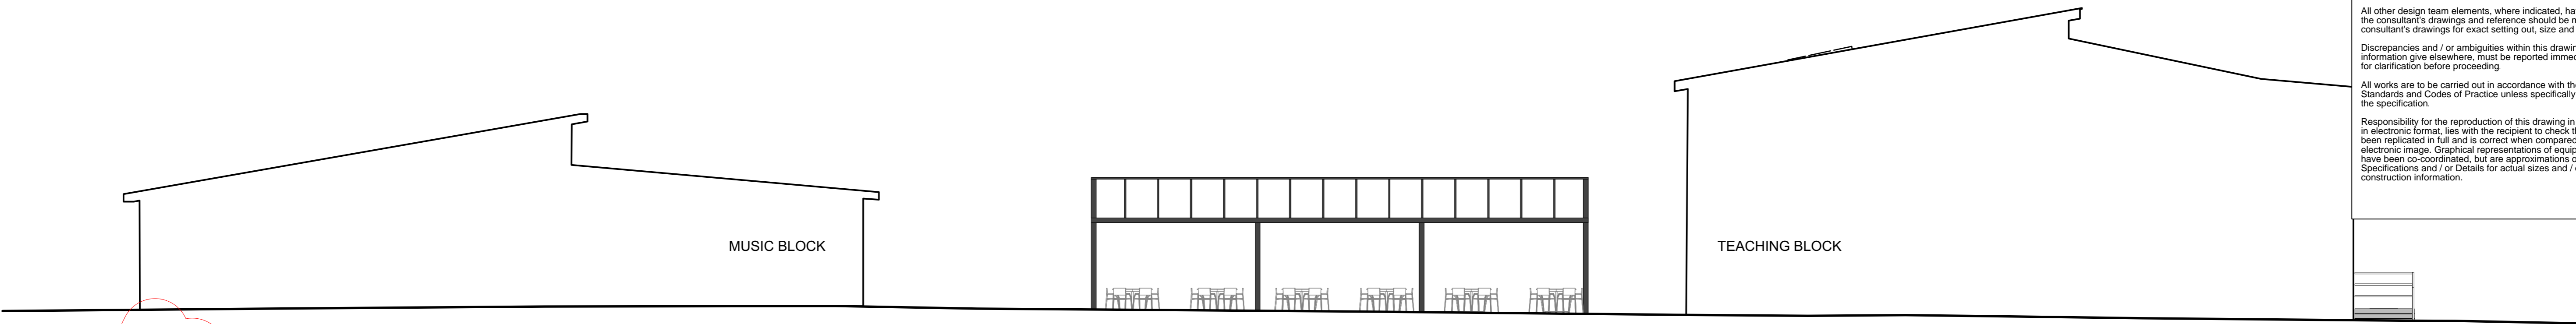 MUSIC BLOCK
TEACHING BLOCK
All other design team elements, where indicated, ha
the consultant's drawings and reference should be m
consultant's drawings for exact setting out, size and
Discrepancies and / or ambiguities within this drawin
information give elsewhere, must be reported immed
for clarification before proceeding.
All works are to be carried out in accordance with the
Standards and Codes of Practice unless specifically
the specification.
Responsibility for the reproduction of this drawing in
in electronic format, lies with the recipient to check th
been replicated in full and is correct when compared
electronic image. Graphical representations of equip
have been co-coordinated, but are approximations o
Specifications and / or Details for actual sizes and /
construction information.